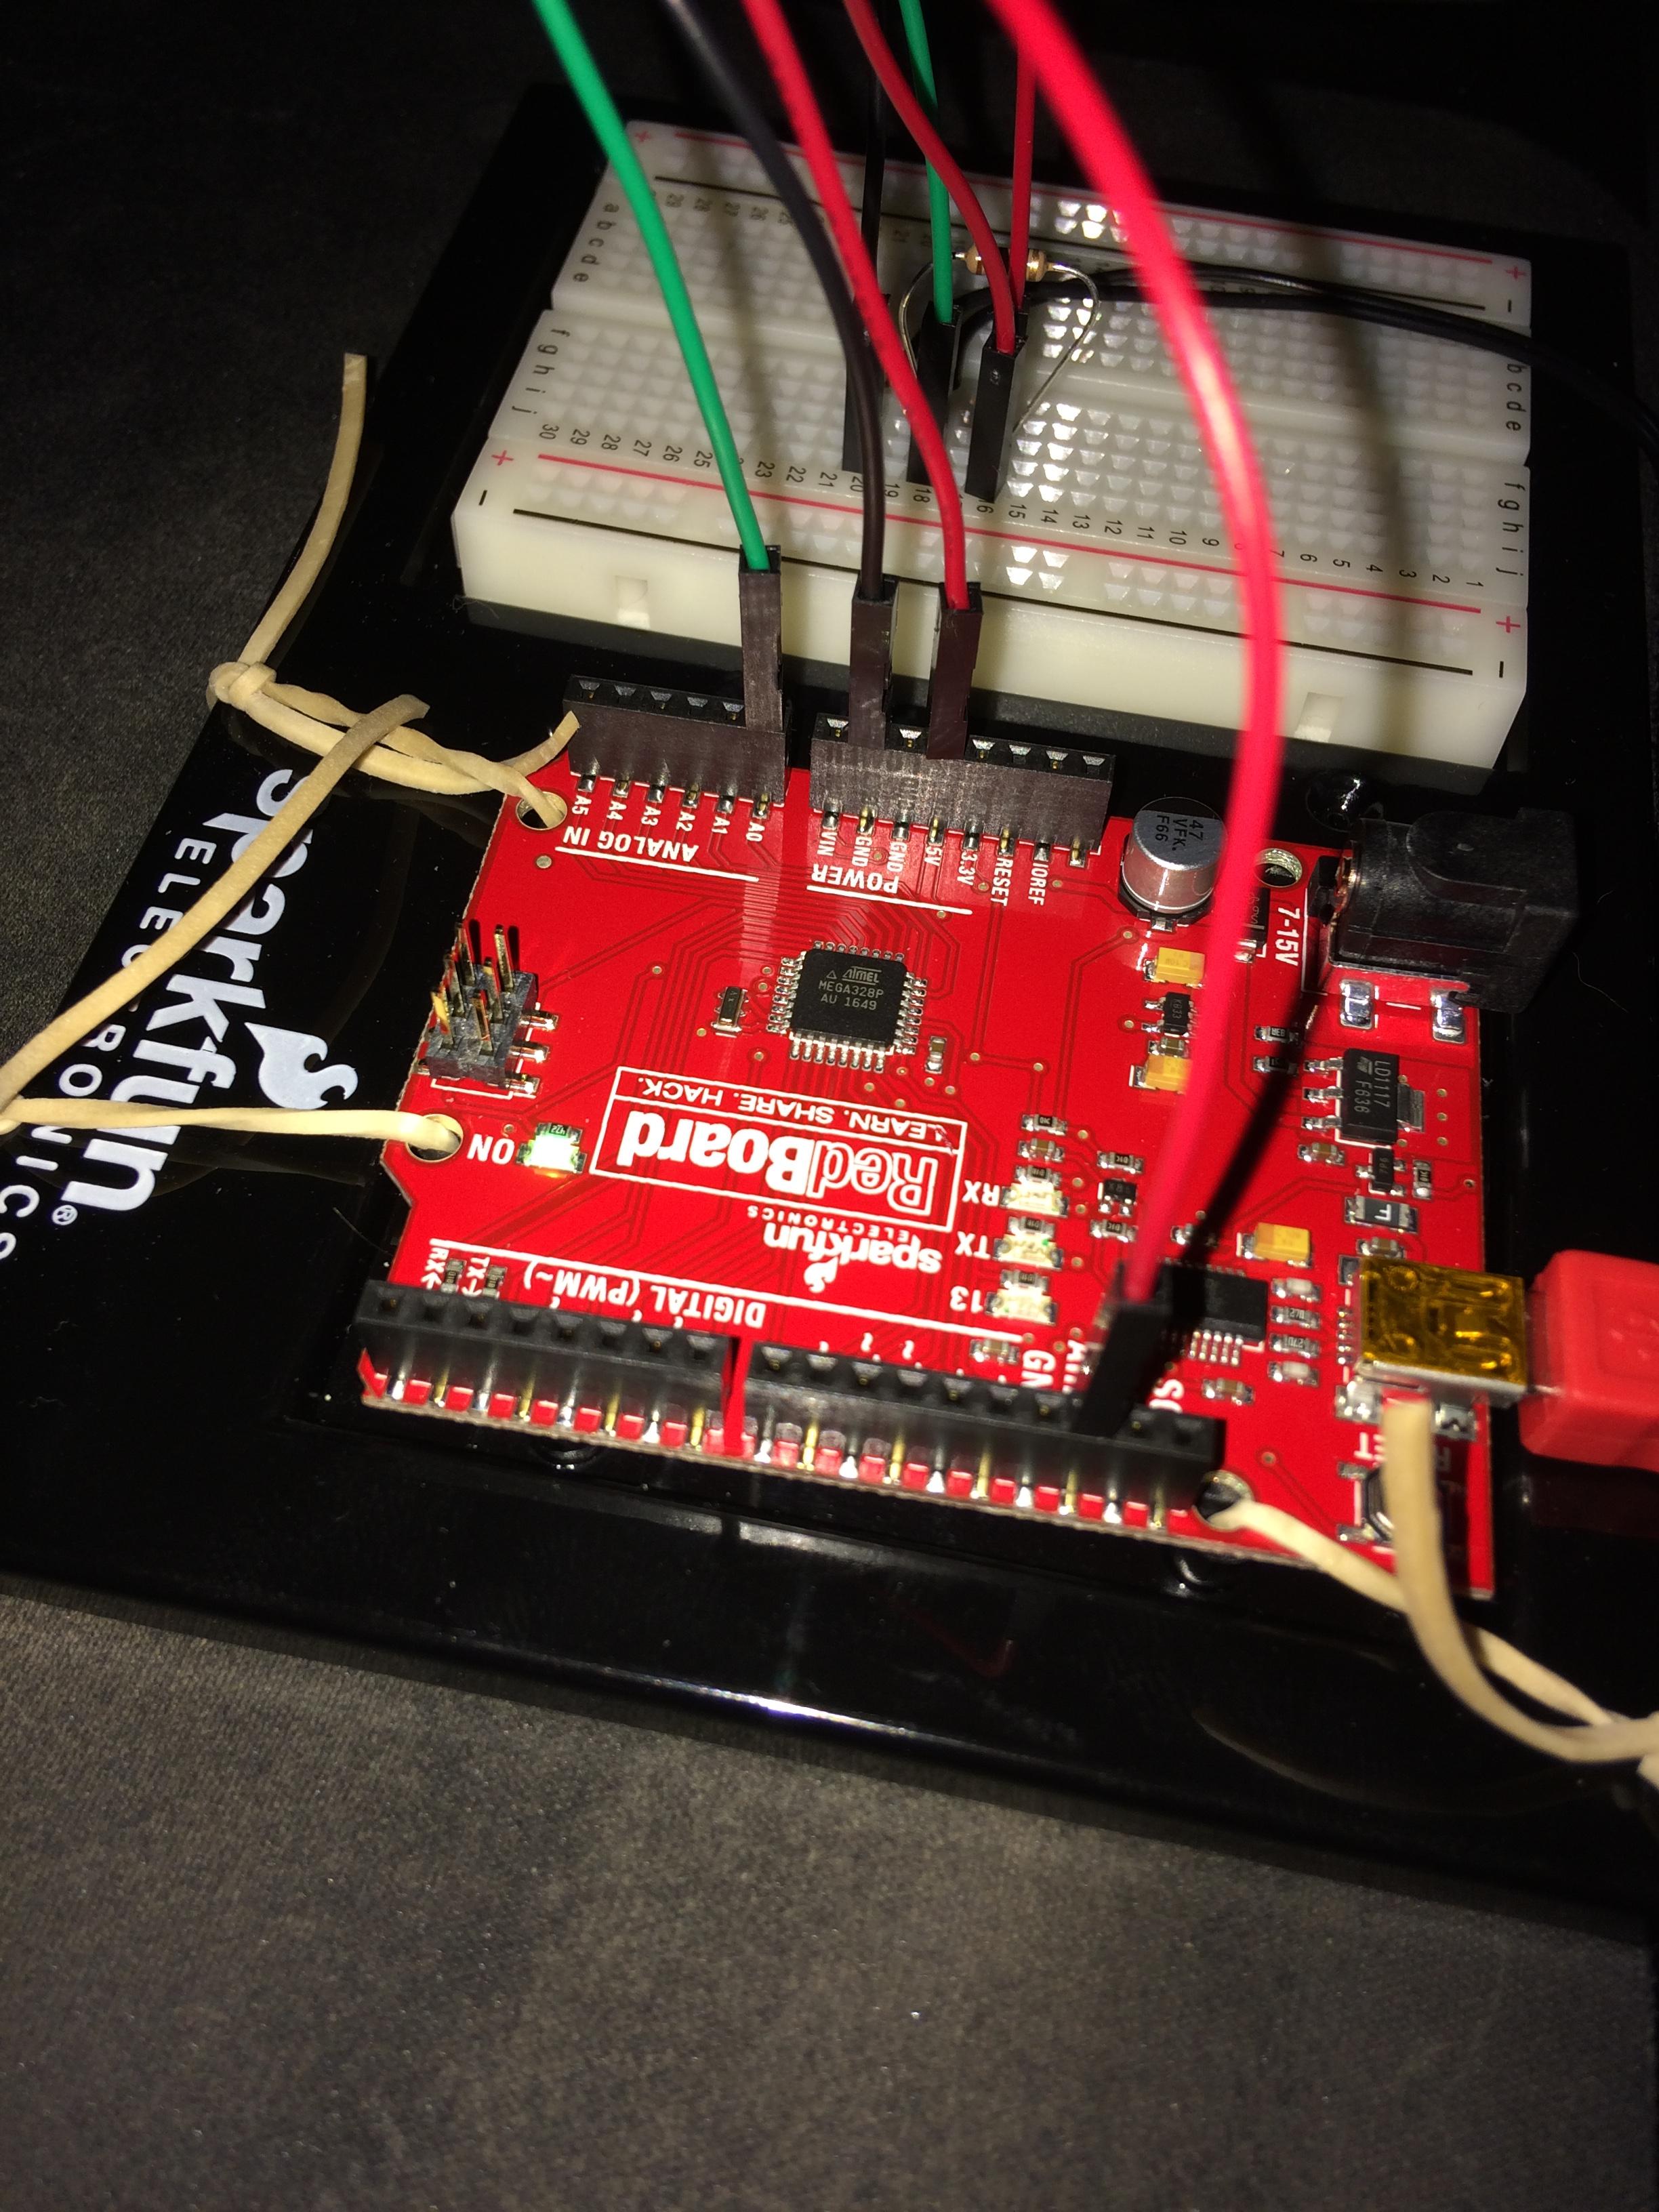 a b c d e
f g h i j
30 29 28 27 26 25 23 22 21 20 19 18 16 15 14 13 12 11 10 9 8 7 6 5 4 3 2 1
b c d e
f g h i j
+
-
+
-
+
-
sparkfun®
ELECTRONICS
A5 A4 A3 A2 A1 A0
ANALOG IN
VIN GND GND 5V 3.3V RESET IOREF
POWER
47
VFK.
F66
7-15V
ATMEL
MEGA328P
AU 1649
LD1117
F636
LEARN. SHARE. HACK.
RedBoard
sparkfun
ELECTRONICS
ON
RX
TX
13
RX
TX
DIGITAL (PWM~)